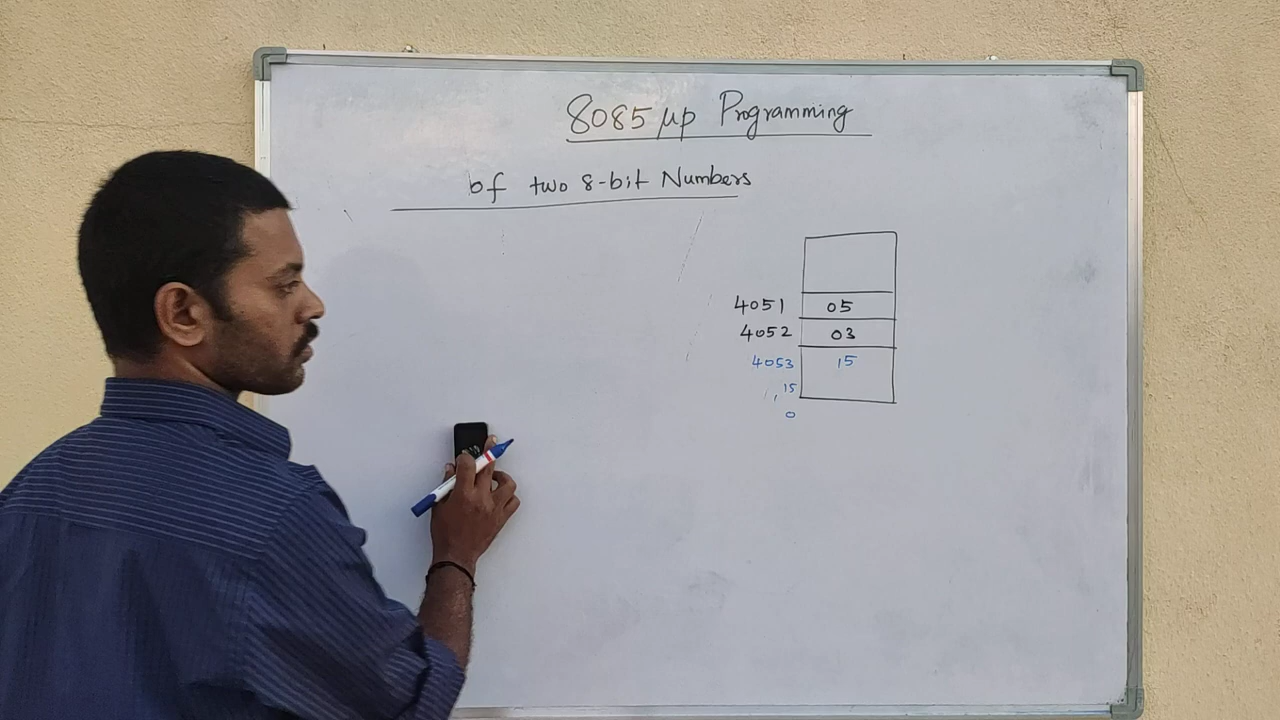 8085 μp Programming
of two 8-bit Numbers
4051 05
4052 03
4053 15
15
0